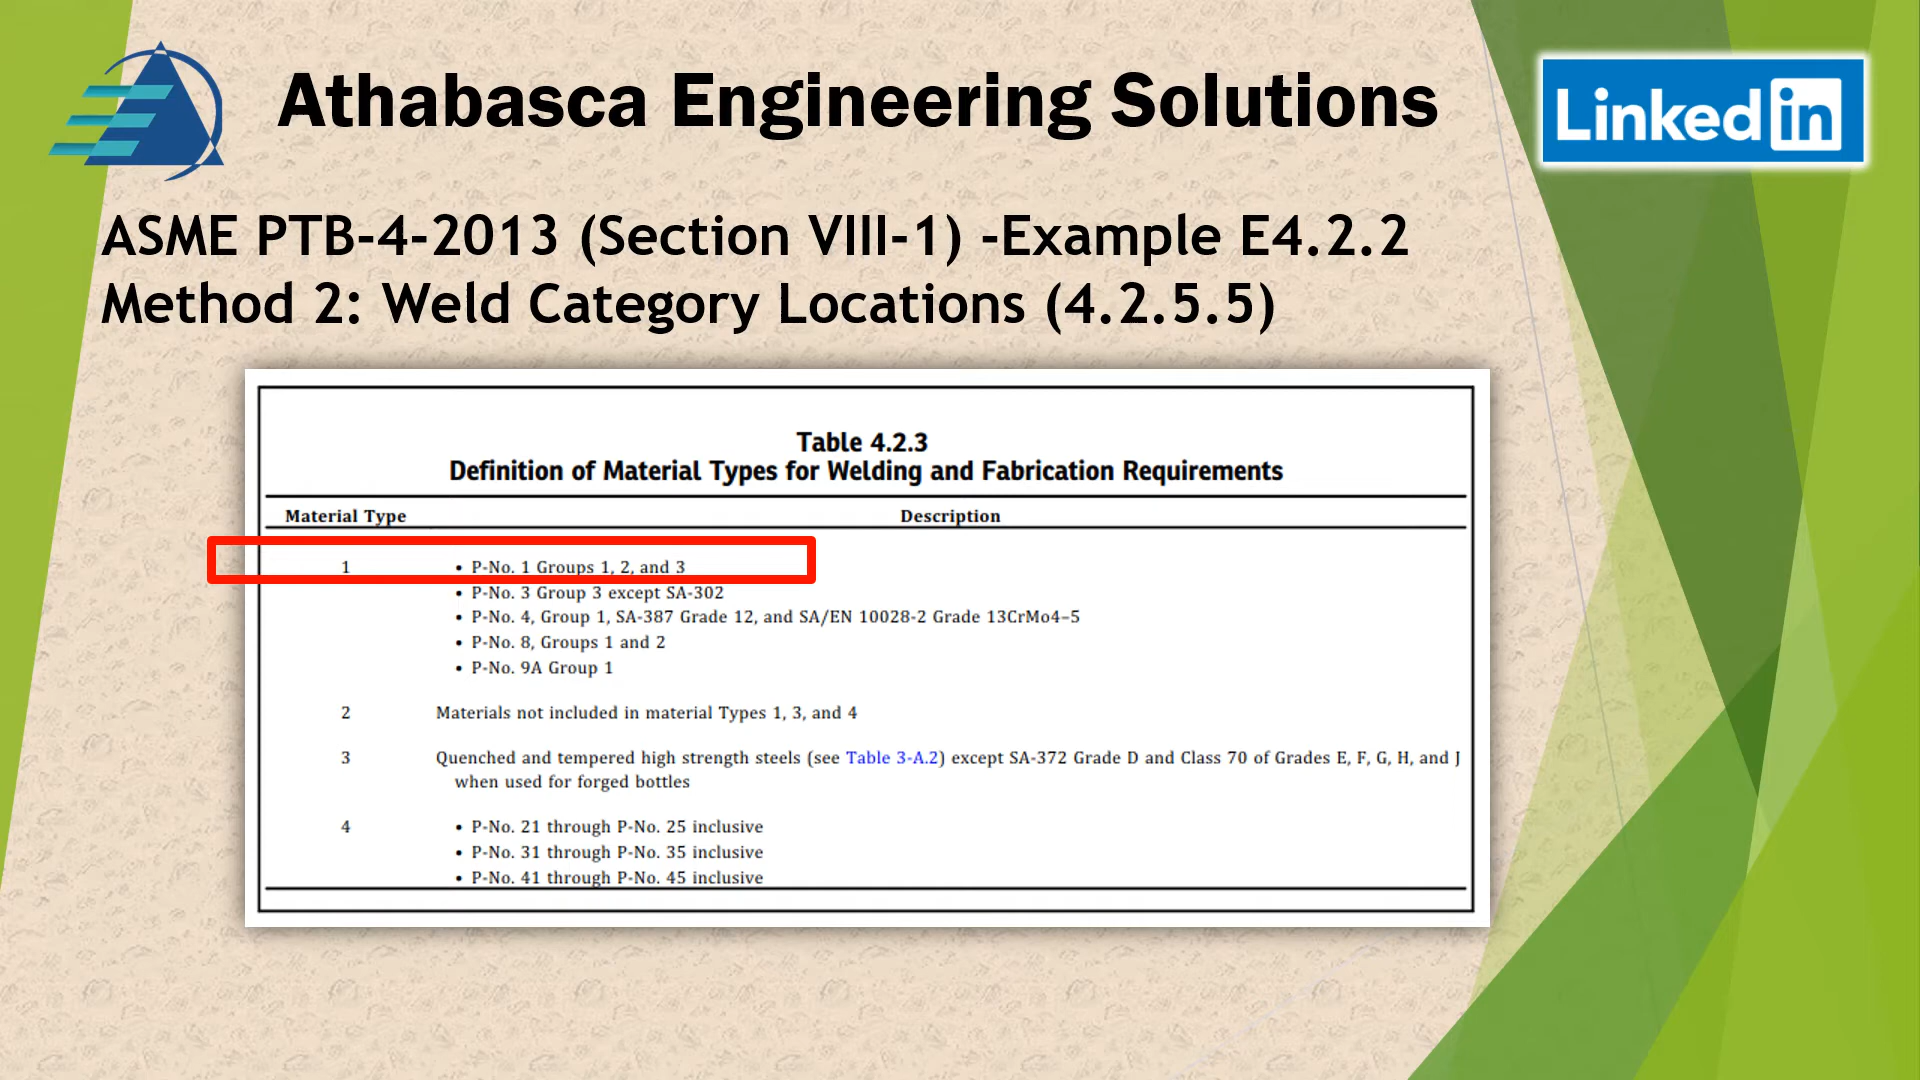 Athabasca Engineering Solutions
Linked in
ASME PTB-4-2013 (Section VIII-1) -Example E4.2.2
Method 2: Weld Category Locations (4.2.5.5)
Table 4.2.3
Definition of Material Types for Welding and Fabrication Requirements
Material Type Description
1 • P-No. 1 Groups 1, 2, and 3
• P-No. 3 Group 3 except SA-302
• P-No. 4, Group 1, SA-387 Grade 12, and SA/EN 10028-2 Grade 13CrMo4–5
• P-No. 8, Groups 1 and 2
• P-No. 9A Group 1
2 Materials not included in material Types 1, 3, and 4
3 Quenched and tempered high strength steels (see Table 3-A.2) except SA-372 Grade D and Class 70 of Grades E, F, G, H, and J
when used for forged bottles
4 • P-No. 21 through P-No. 25 inclusive
• P-No. 31 through P-No. 35 inclusive
• P-No. 41 through P-No. 45 inclusive